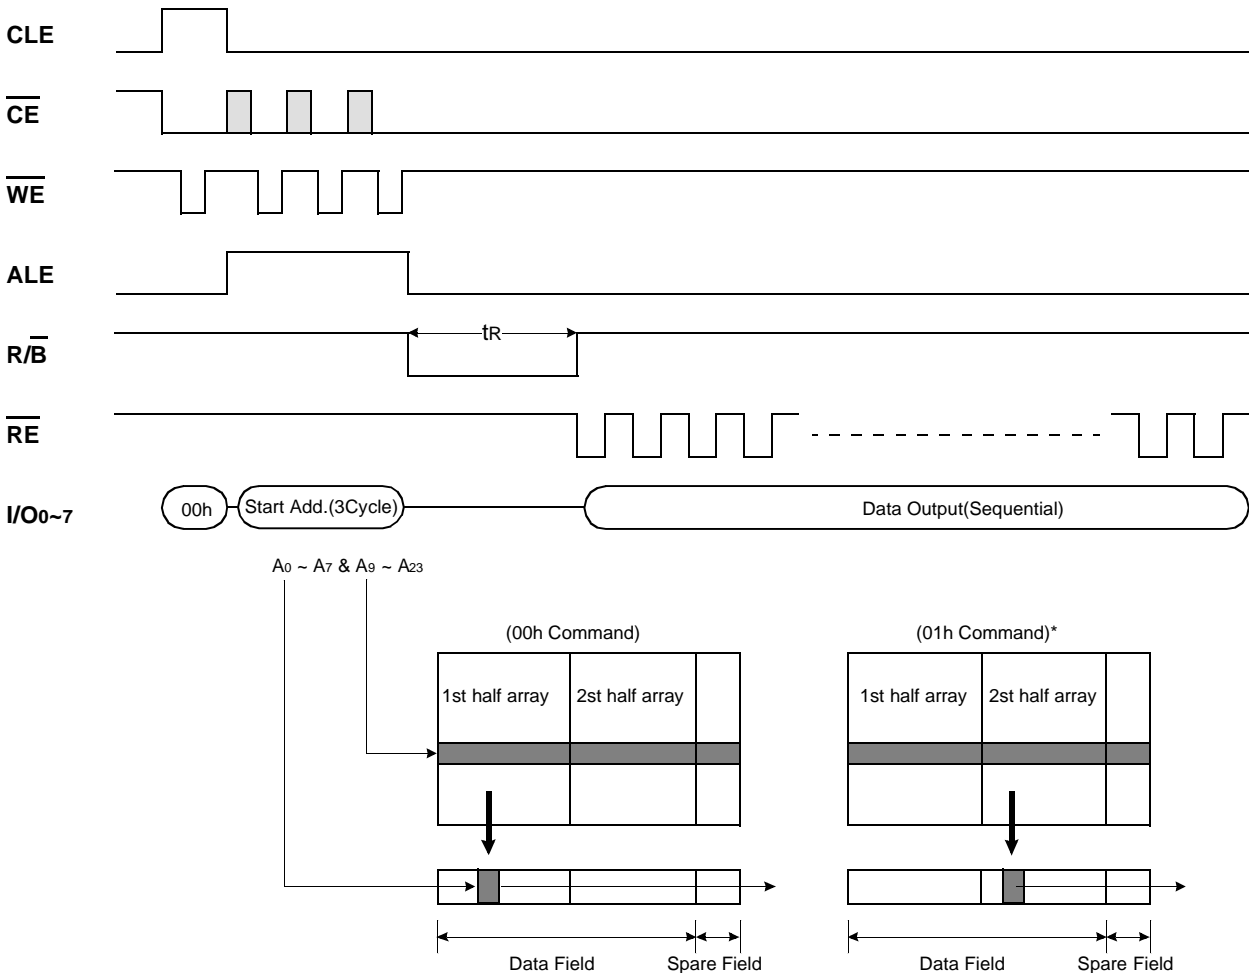 CLE
CE
WE
ALE
R/B
tR
RE
I/O0~7
00h
Start Add.(3Cycle)
Data Output(Sequential)
A0 ~ A7 & A9 ~ A23
(00h Command)
(01h Command)*
1st half array
2st half array
1st half array
2st half array
Data Field
Spare Field
Data Field
Spare Field